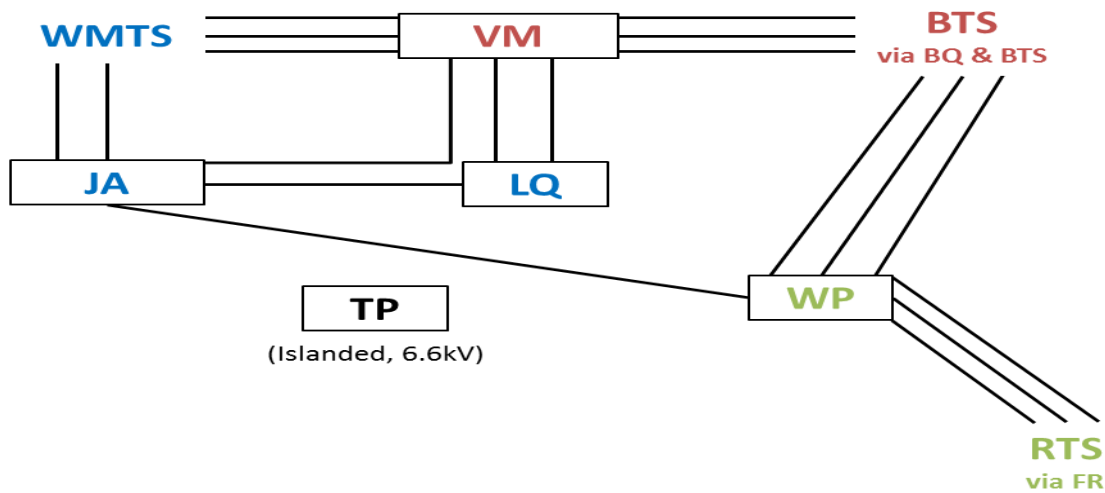 WMTS
VM
BTS
via BQ & BTS
JA
LQ
WP
TP
(Islanded, 6.6kV)
RTS
via FR